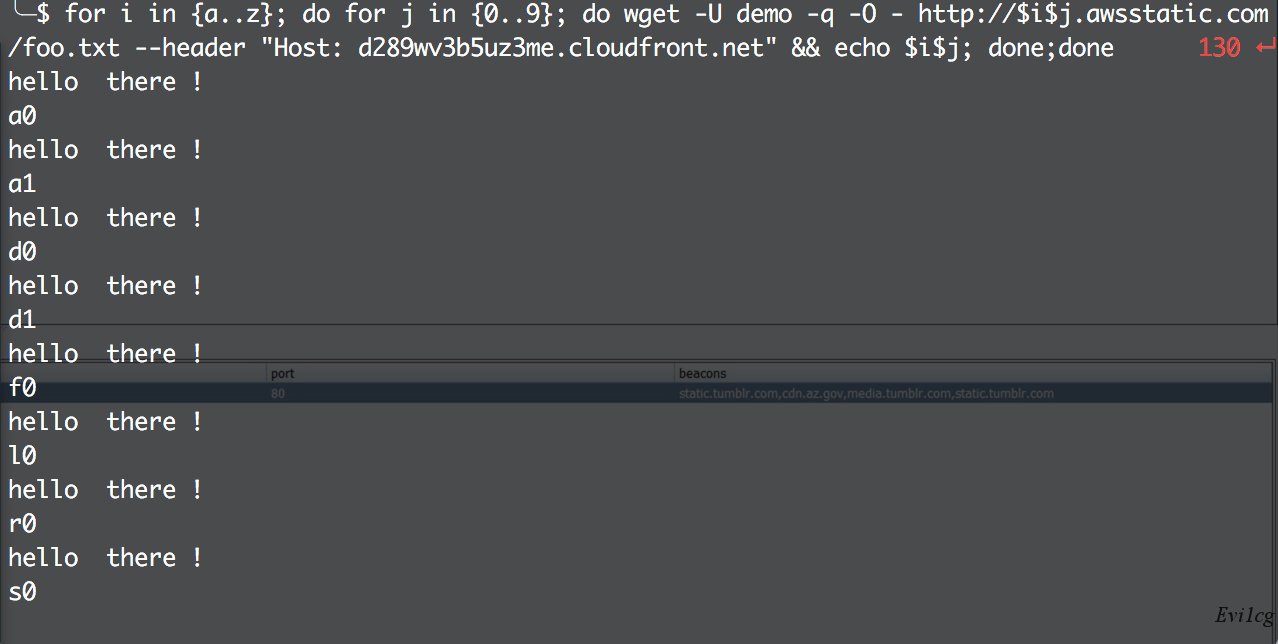 ╰─$ for i in {a..z}; do for j in {0..9}; do wget -U demo -q -O - http://$i$j.awsstatic.com
/foo.txt --header "Host: d289wv3b5uz3me.cloudfront.net" && echo $i$j; done;done 130 ↵
hello  there !
a0
hello  there !
a1
hello  there !
d0
hello  there !
d1
hello  there !
port beacons
f0
80 static.tumblr.com,cdn.az.gov,media.tumblr.com,static.tumblr.com
hello  there !
l0
hello  there !
r0
hello  there !
s0
Evi1cg